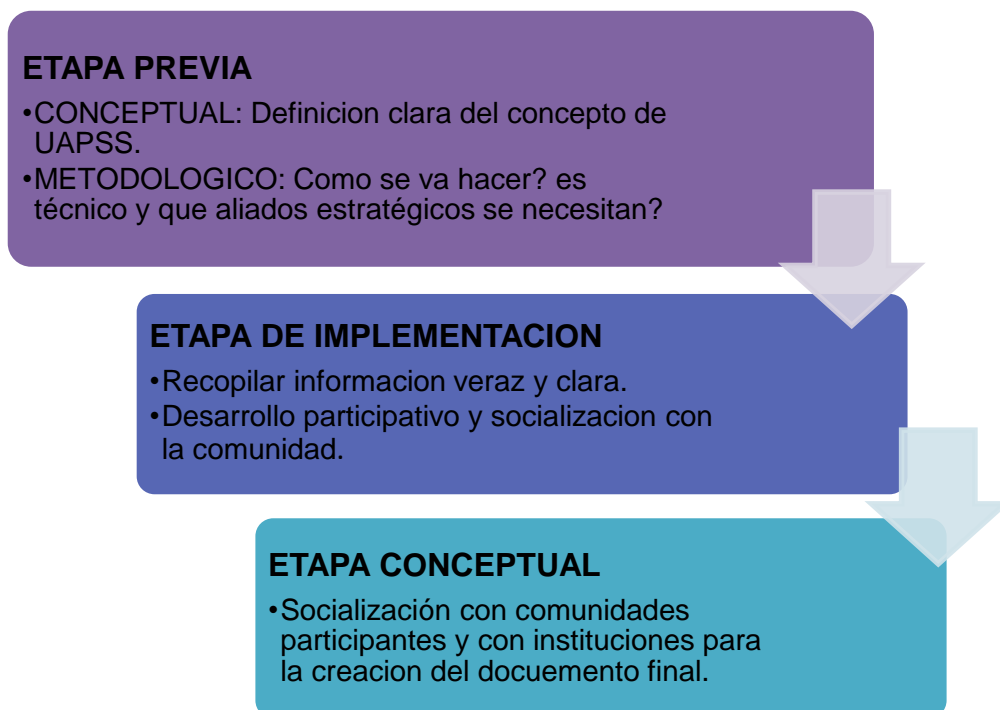 ETAPA PREVIA
•CONCEPTUAL: Definicion clara del concepto de
UAPSS.
•METODOLOGICO: Como se va hacer? es
técnico y que aliados estratégicos se necesitan?
ETAPA DE IMPLEMENTACION
•Recopilar informacion veraz y clara.
•Desarrollo participativo y socializacion con
la comunidad.
ETAPA CONCEPTUAL
•Socialización con comunidades
participantes y con instituciones para
la creacion del docuemento final.